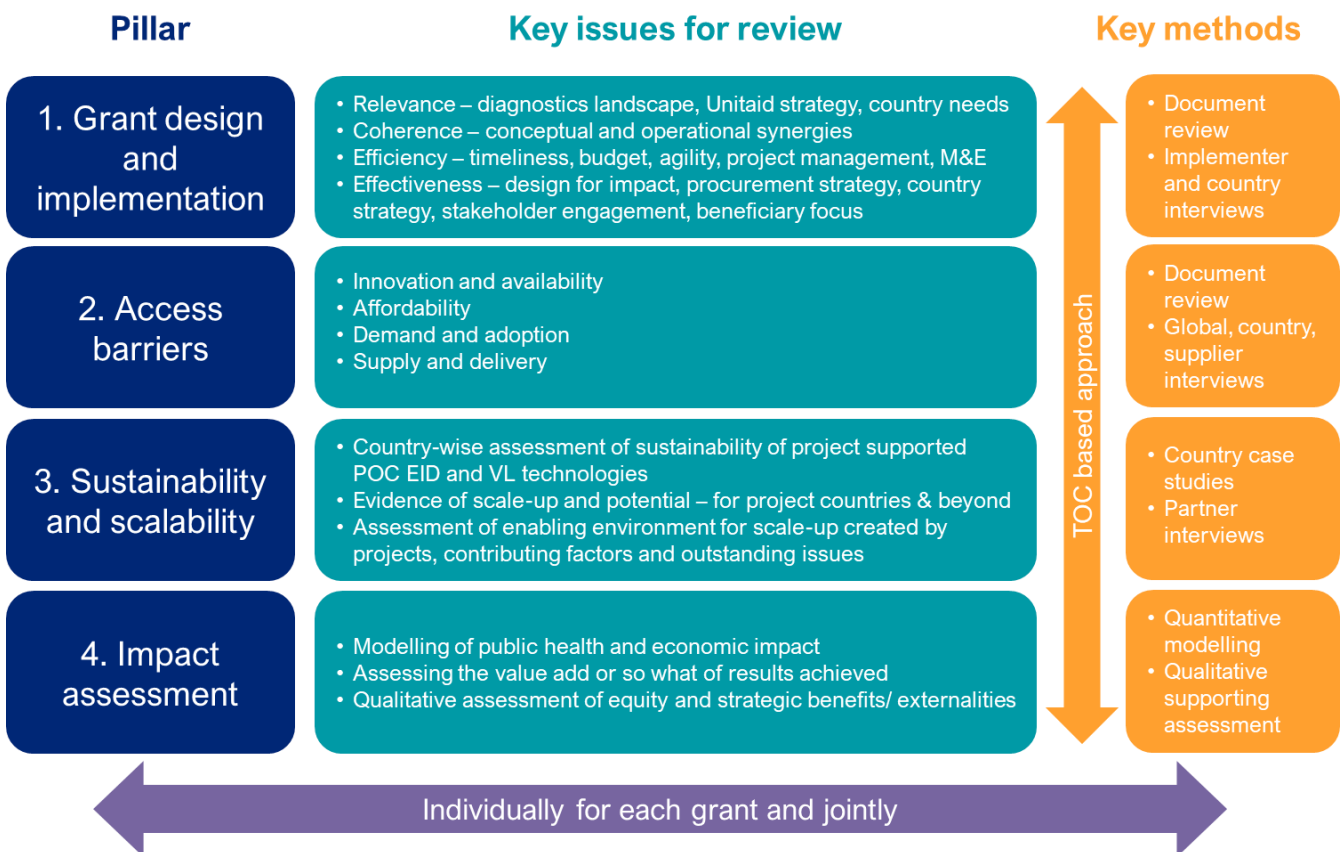 Pillar
Key issues for review
Key methods
1. Grant design
and
implementation
• Relevance – diagnostics landscape, Unitaid strategy, country needs
• Coherence – conceptual and operational synergies
• Efficiency – timeliness, budget, agility, project management, M&E
• Effectiveness – design for impact, procurement strategy, country
strategy, stakeholder engagement, beneficiary focus
• Document
review
• Implementer
and country
interviews
2. Access
barriers
• Innovation and availability
• Affordability
• Demand and adoption
• Supply and delivery
• Document
review
• Global, country,
supplier
interviews
3. Sustainability
and scalability
• Country-wise assessment of sustainability of project supported
POC EID and VL technologies
• Evidence of scale-up and potential – for project countries & beyond
• Assessment of enabling environment for scale-up created by
projects, contributing factors and outstanding issues
• Country case
studies
• Partner
interviews
4. Impact
assessment
• Modelling of public health and economic impact
• Assessing the value add or so what of results achieved
• Qualitative assessment of equity and strategic benefits/ externalities
• Quantitative
modelling
• Qualitative
supporting
assessment
TOC based approach
Individually for each grant and jointly